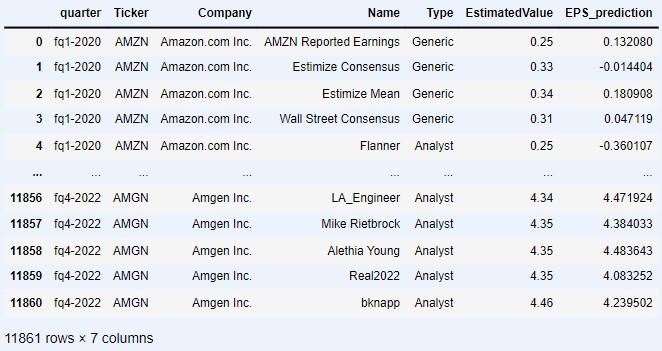 quarter Ticker Company Name Type EstimatedValue EPS_prediction
0 fq1-2020 AMZN Amazon.com Inc. AMZN Reported Earnings Generic 0.25 0.132080
1 fq1-2020 AMZN Amazon.com Inc. Estimize Consensus Generic 0.33 -0.014404
2 fq1-2020 AMZN Amazon.com Inc. Estimize Mean Generic 0.34 0.180908
3 fq1-2020 AMZN Amazon.com Inc. Wall Street Consensus Generic 0.31 0.047119
4 fq1-2020 AMZN Amazon.com Inc. Flanner Analyst 0.25 -0.360107
... ... ... ... ... ... ... ...
11856 fq4-2022 AMGN Amgen Inc. LA_Engineer Analyst 4.34 4.471924
11857 fq4-2022 AMGN Amgen Inc. Mike Rietbrock Analyst 4.35 4.384033
11858 fq4-2022 AMGN Amgen Inc. Alethia Young Analyst 4.35 4.483643
11859 fq4-2022 AMGN Amgen Inc. Real2022 Analyst 4.35 4.083252
11860 fq4-2022 AMGN Amgen Inc. bknapp Analyst 4.46 4.239502
11861 rows × 7 columns